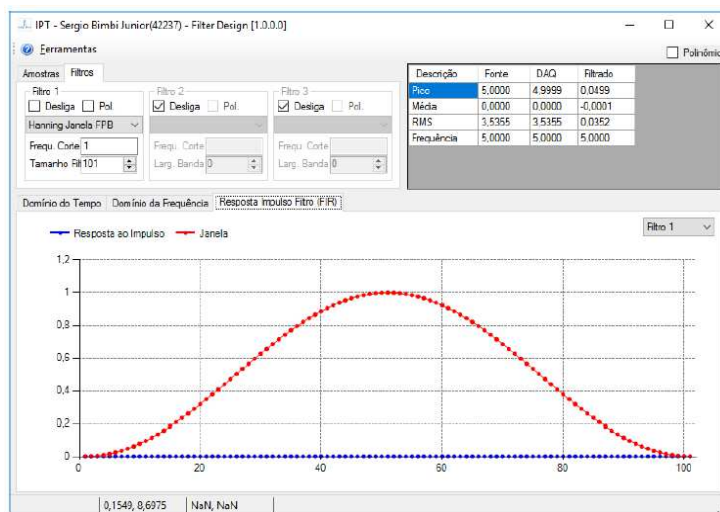 IPT - Sergio Bimbi Junior(42237) - Filter Design [1.0.0.0]
Ferramentas
Polinômio
Amostras Filtros
Filtro 1
Desliga Pol.
Hanning Janela FPB
Frequ. Corte 1
Tamanho Filt 101
Filtro 2
Desliga Pol.
Frequ. Corte
Larg. Banda 0
Filtro 3
Desliga Pol.
Frequ. Corte
Larg. Banda 0
Descrição Fonte DAQ Filtrado
Pico 5,0000 4,9999 0,0499
Média 0,0000 0,0000 -0,0001
RMS 3,5355 3,5355 0,0352
Frequência 5,0000 5,0000 5,0000
Domínio do Tempo Domínio da Frequência Resposta Impulso Filtro (FIR)
Resposta ao Impulso Janela
Filtro 1
1,2
1
0,8
0,6
0,4
0,2
0
0 20 40 60 80 100
0,1549, 8,6975 NaN, NaN